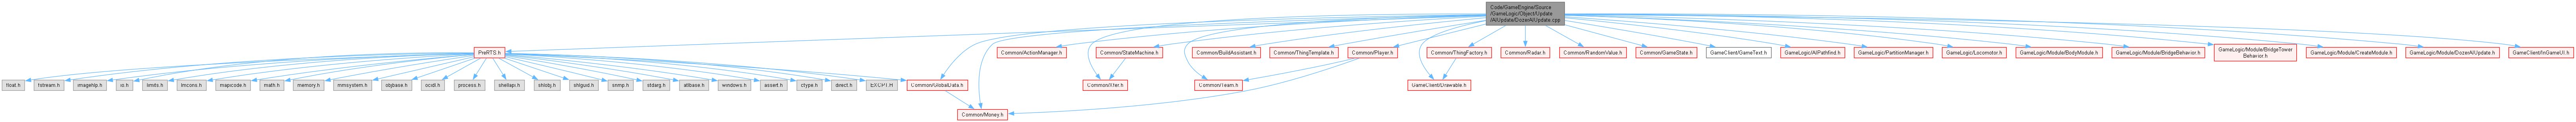 Code/GameEngine/Source
/GameLogic/Object/Update
/AIUpdate/DozerAIUpdate.cpp
PreRTS.h
Common/ActionManager.h
Common/StateMachine.h
Common/BuildAssistant.h
Common/ThingTemplate.h
Common/Player.h
Common/ThingFactory.h
Common/Radar.h
Common/RandomValue.h
Common/GameState.h
GameClient/GameText.h
GameLogic/AIPathfind.h
GameLogic/PartitionManager.h
GameLogic/Locomotor.h
GameLogic/Module/BodyModule.h
GameLogic/Module/BridgeBehavior.h
GameLogic/Module/BridgeTower
Behavior.h
GameLogic/Module/CreateModule.h
GameLogic/Module/DozerAIUpdate.h
GameClient/InGameUI.h
float.h
fstream.h
imagehlp.h
io.h
limits.h
lmcons.h
mapicode.h
math.h
memory.h
mmsystem.h
objbase.h
ocidl.h
process.h
shellapi.h
shlobj.h
shlguid.h
snmp.h
stdarg.h
atlbase.h
windows.h
assert.h
ctype.h
direct.h
EXCPT.H
Common/GlobalData.h
Common/Xfer.h
Common/Team.h
GameClient/Drawable.h
Common/Money.h